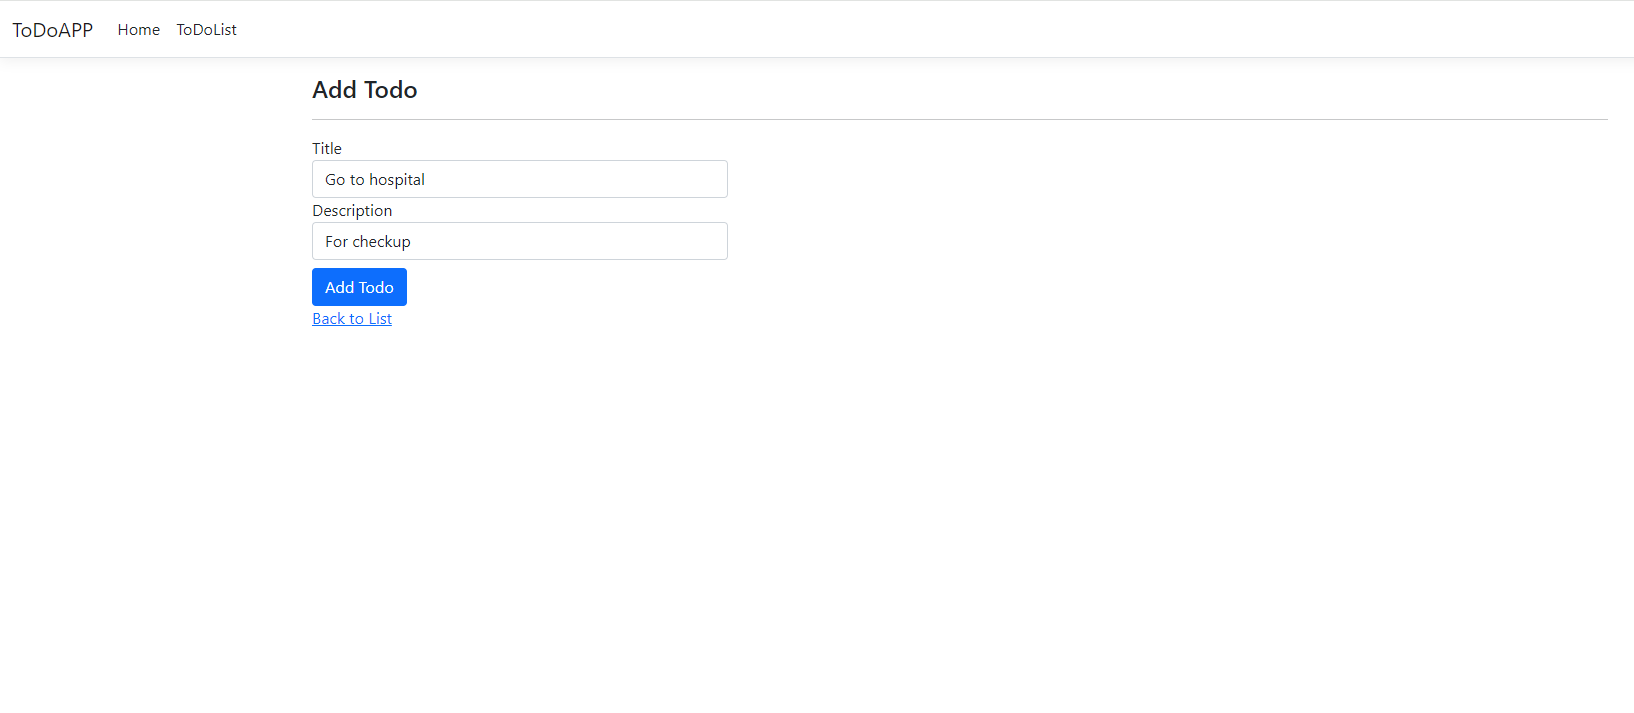 ToDoAPP Home ToDoList
Add Todo
Title
Go to hospital
Description
For checkup
Add Todo
Back to List